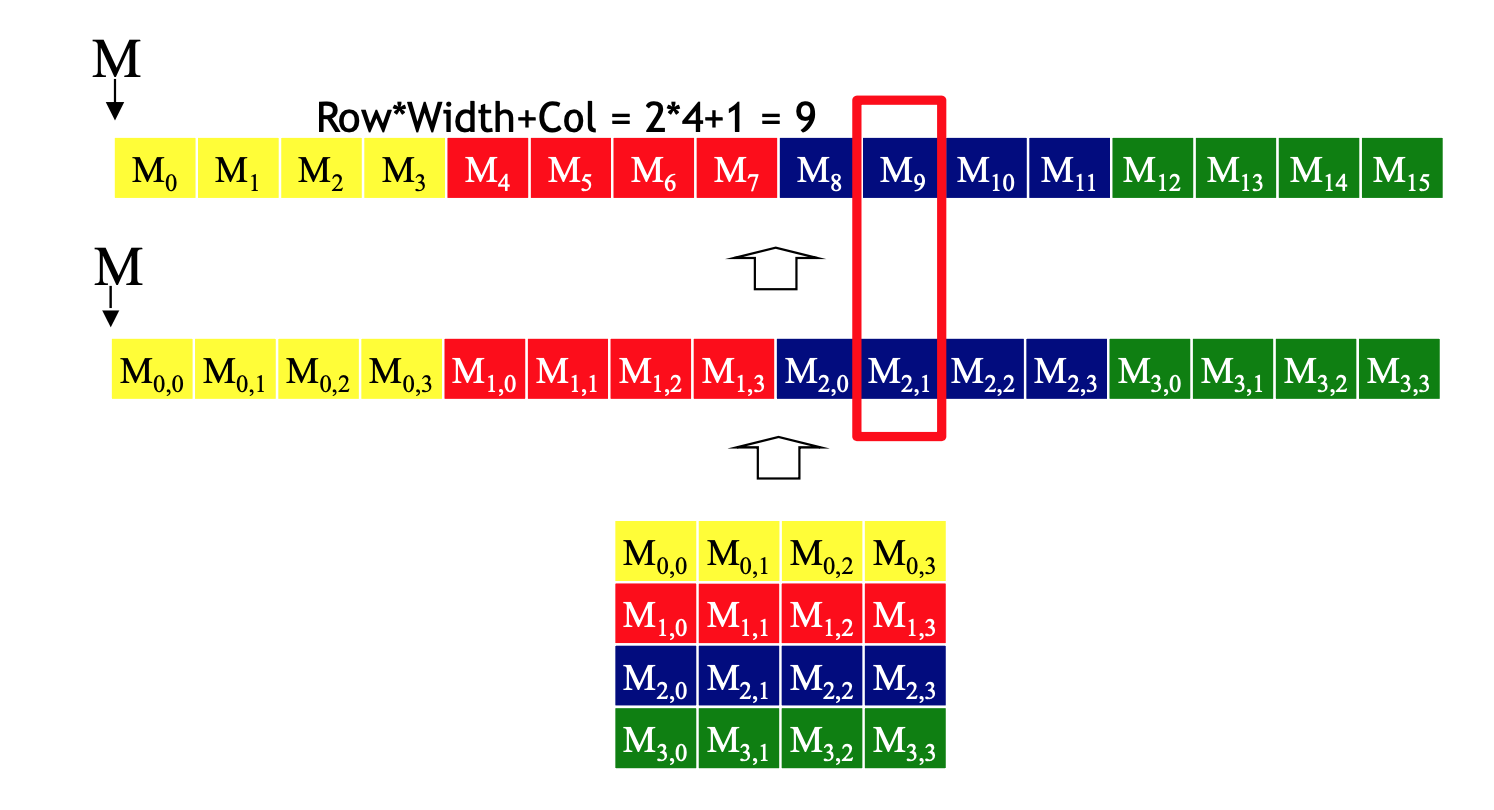 M
Row*Width+Col = 2*4+1 = 9
M0 M1 M2 M3 M4 M5 M6 M7 M8 M9 M10 M11 M12 M13 M14 M15
M
M0,0 M0,1 M0,2 M0,3 M1,0 M1,1 M1,2 M1,3 M2,0 M2,1 M2,2 M2,3 M3,0 M3,1 M3,2 M3,3
M0,0 M0,1 M0,2 M0,3
M1,0 M1,1 M1,2 M1,3
M2,0 M2,1 M2,2 M2,3
M3,0 M3,1 M3,2 M3,3